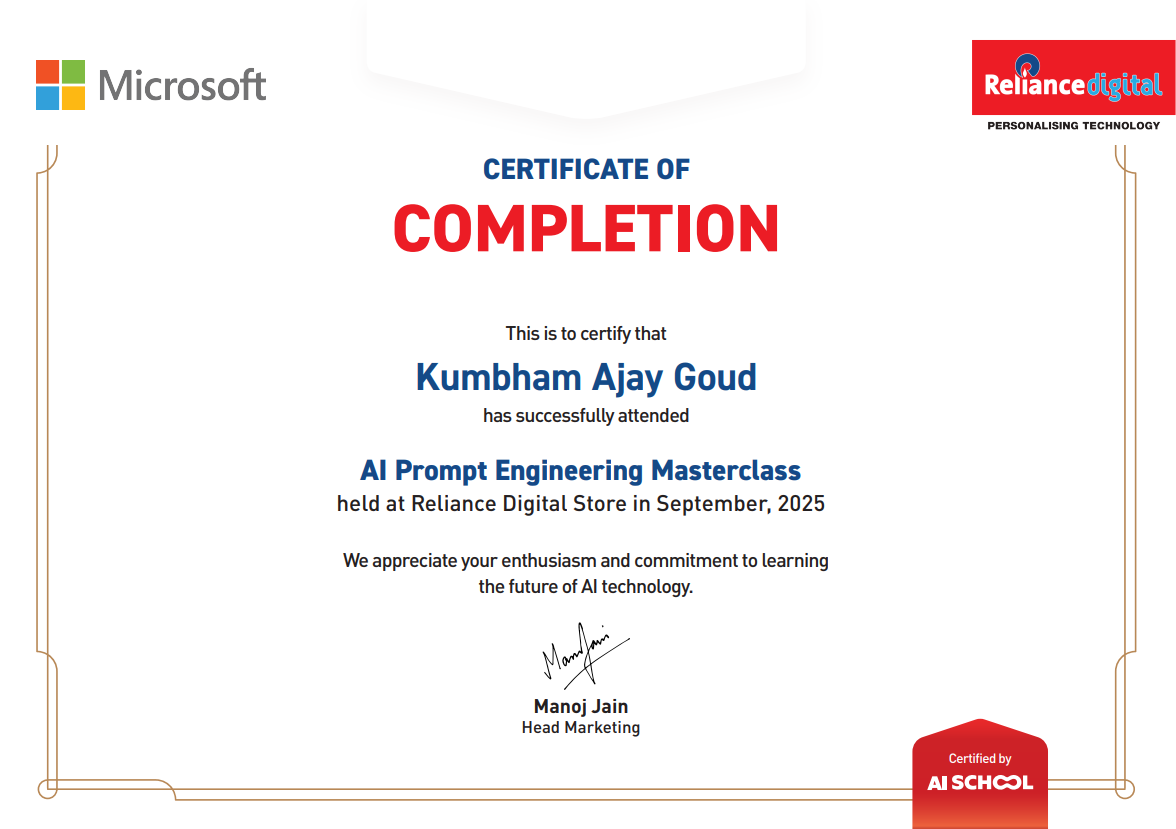 Microsoft
Reliance digital
PERSONALISING TECHNOLOGY
CERTIFICATE OF
COMPLETION
This is to certify that
Kumbham Ajay Goud
has successfully attended
AI Prompt Engineering Masterclass
held at Reliance Digital Store in September, 2025
We appreciate your enthusiasm and commitment to learning
the future of AI technology.
Manoj Jain
Manoj Jain
Head Marketing
Certified by
AI SCHOOL